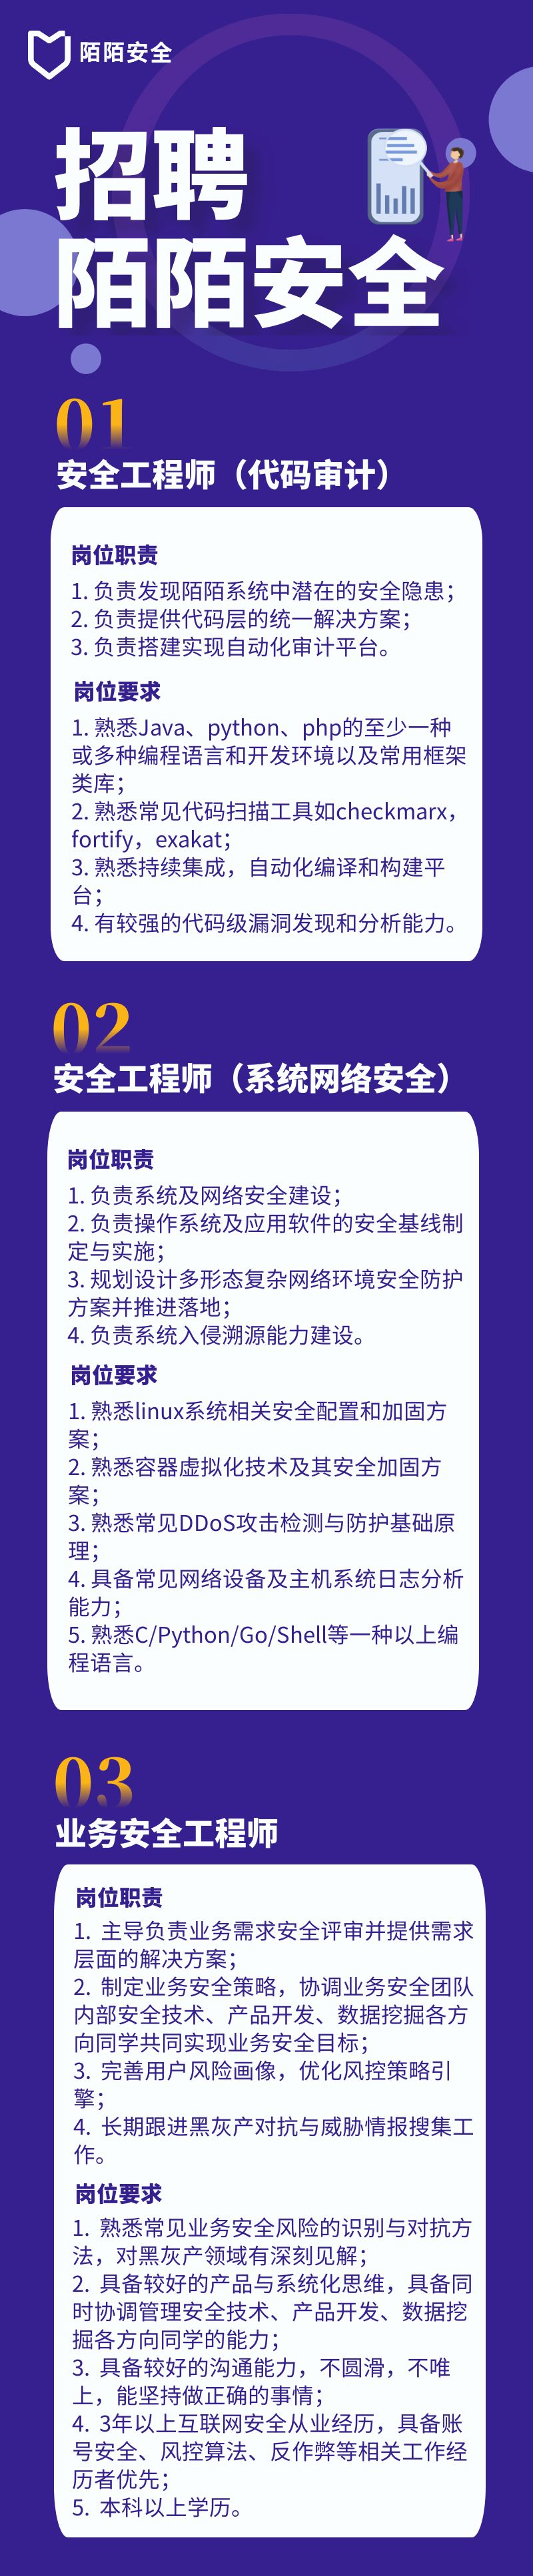 陌陌安全
招聘
陌陌安全
01
安全工程师（代码审计）
岗位职责
1. 负责发现陌陌系统中潜在的安全隐患；
2. 负责提供代码层的统一解决方案；
3. 负责搭建实现自动化审计平台。
岗位要求
1. 熟悉Java、python、php的至少一种
或多种编程语言和开发环境以及常用框架
类库；
2. 熟悉常见代码扫描工具如checkmarx，
fortify，exakat；
3. 熟悉持续集成，自动化编译和构建平
台；
4. 有较强的代码级漏洞发现和分析能力。
02
安全工程师（系统网络安全）
岗位职责
1. 负责系统及网络安全建设；
2. 负责操作系统及应用软件的安全基线制
定与实施；
3. 规划设计多形态复杂网络环境安全防护
方案并推进落地；
4. 负责系统入侵溯源能力建设。
岗位要求
1. 熟悉linux系统相关安全配置和加固方
案；
2. 熟悉容器虚拟化技术及其安全加固方
案；
3. 熟悉常见DDoS攻击检测与防护基础原
理；
4. 具备常见网络设备及主机系统日志分析
能力；
5. 熟悉C/Python/Go/Shell等一种以上编
程语言。
03
业务安全工程师
岗位职责
1. 主导负责业务需求安全评审并提供需求
层面的解决方案；
2. 制定业务安全策略，协调业务安全团队
内部安全技术、产品开发、数据挖掘各方
向同学共同实现业务安全目标；
3. 完善用户风险画像，优化风控策略引
擎；
4. 长期跟进黑灰产对抗与威胁情报搜集工
作。
岗位要求
1. 熟悉常见业务安全风险的识别与对抗方
法，对黑灰产领域有深刻见解；
2. 具备较好的产品与系统化思维，具备同
时协调管理安全技术、产品开发、数据挖
掘各方向同学的能力；
3. 具备较好的沟通能力，不圆滑，不唯
上，能坚持做正确的事情；
4. 3年以上互联网安全从业经历，具备账
号安全、风控算法、反作弊等相关工作经
历者优先；
5. 本科以上学历。